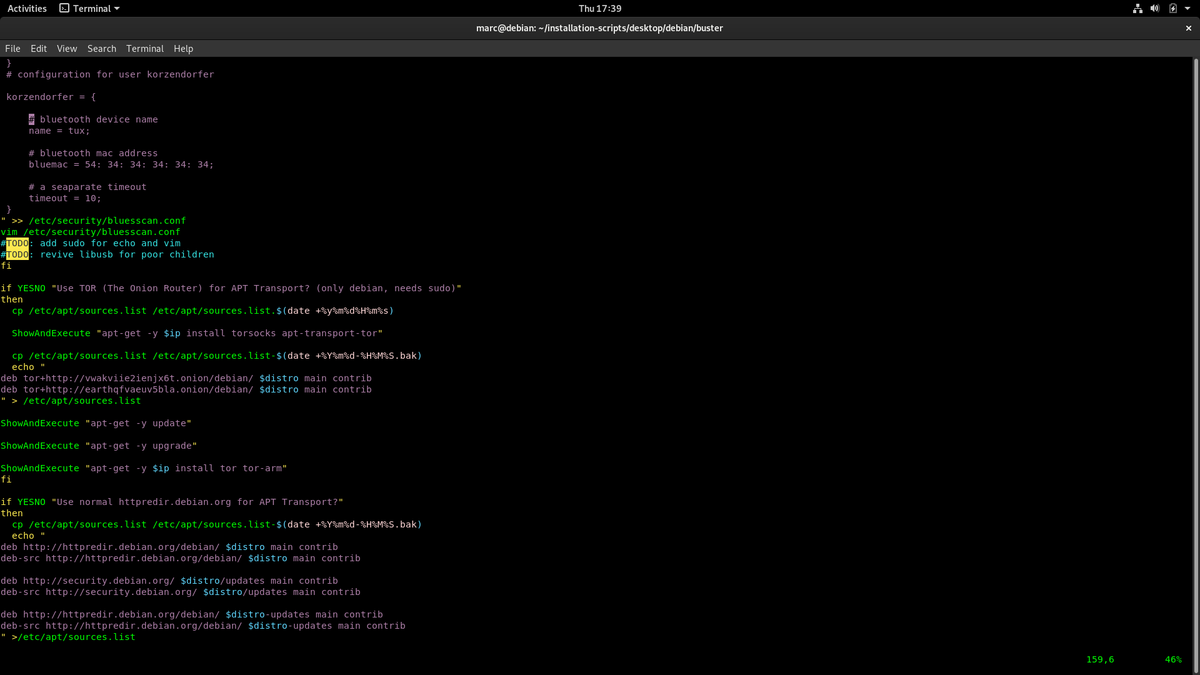 Activities Terminal Thu 17:39
marc@debian: ~/installation-scripts/desktop/debian/buster ×
File Edit View Search Terminal Help
}
# configuration for user korzendorfer
korzendorfer = {
# bluetooth device name
name = tux;
# bluetooth mac address
bluemac = 54: 34: 34: 34: 34: 34;
# a seaparate timeout
timeout = 10;
}
" >> /etc/security/bluesscan.conf
vim /etc/security/bluesscan.conf
#TODO: add sudo for echo and vim
#TODO: revive libusb for poor children
fi
if YESNO "Use TOR (The Onion Router) for APT Transport? (only debian, needs sudo)"
then
cp /etc/apt/sources.list /etc/apt/sources.list.$(date +%y%m%d%H%m%s)
ShowAndExecute "apt-get -y $ip install torsocks apt-transport-tor"
cp /etc/apt/sources.list /etc/apt/sources.list-$(date +%Y%m%d-%H%M%S.bak)
echo "
deb tor+http://vwakviie2ienjx6t.onion/debian/ $distro main contrib
deb tor+http://earthqfvaeuv5bla.onion/debian/ $distro main contrib
" > /etc/apt/sources.list
ShowAndExecute "apt-get -y update"
ShowAndExecute "apt-get -y upgrade"
ShowAndExecute "apt-get -y $ip install tor tor-arm"
fi
if YESNO "Use normal httpredir.debian.org for APT Transport?"
then
cp /etc/apt/sources.list /etc/apt/sources.list-$(date +%Y%m%d-%H%M%S.bak)
echo "
deb http://httpredir.debian.org/debian/ $distro main contrib
deb-src http://httpredir.debian.org/debian/ $distro main contrib
deb http://security.debian.org/ $distro/updates main contrib
deb-src http://security.debian.org/ $distro/updates main contrib
deb http://httpredir.debian.org/debian/ $distro-updates main contrib
deb-src http://httpredir.debian.org/debian/ $distro-updates main contrib
" >/etc/apt/sources.list
159,6 46%